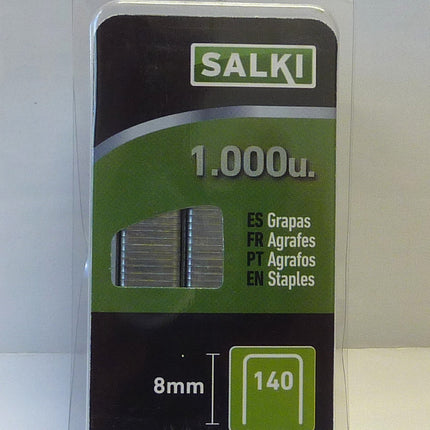 SALKI
1.000u.
ES Grapas
FR Agrafes
PT Agrafos
EN Staples
8mm
140